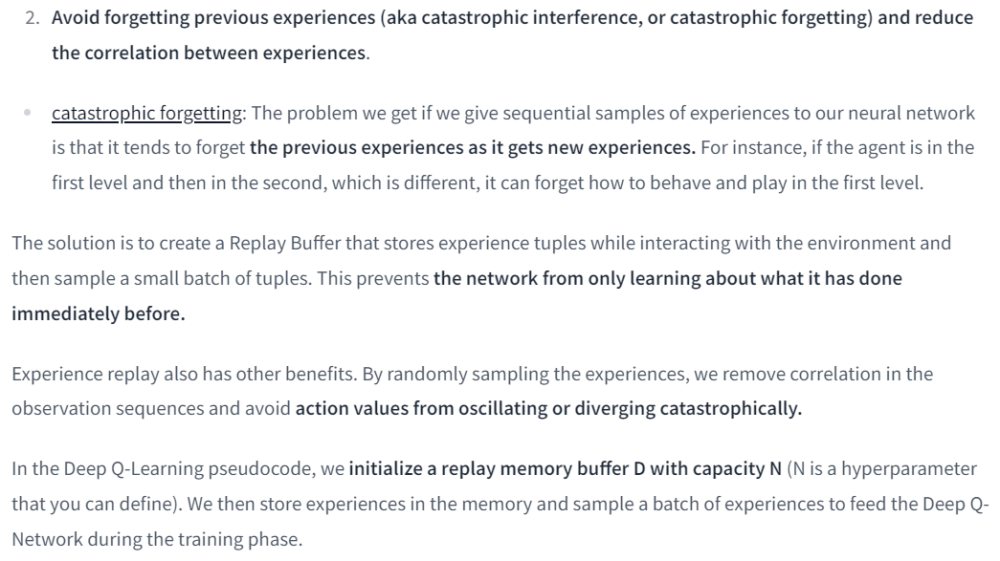 2. Avoid forgetting previous experiences (aka catastrophic interference, or catastrophic forgetting) and reduce
the correlation between experiences.
• catastrophic forgetting: The problem we get if we give sequential samples of experiences to our neural network
is that it tends to forget the previous experiences as it gets new experiences. For instance, if the agent is in the
first level and then in the second, which is different, it can forget how to behave and play in the first level.
The solution is to create a Replay Buffer that stores experience tuples while interacting with the environment and
then sample a small batch of tuples. This prevents the network from only learning about what it has done
immediately before.
Experience replay also has other benefits. By randomly sampling the experiences, we remove correlation in the
observation sequences and avoid action values from oscillating or diverging catastrophically.
In the Deep Q-Learning pseudocode, we initialize a replay memory buffer D with capacity N (N is a hyperparameter
that you can define). We then store experiences in the memory and sample a batch of experiences to feed the Deep Q-
Network during the training phase.